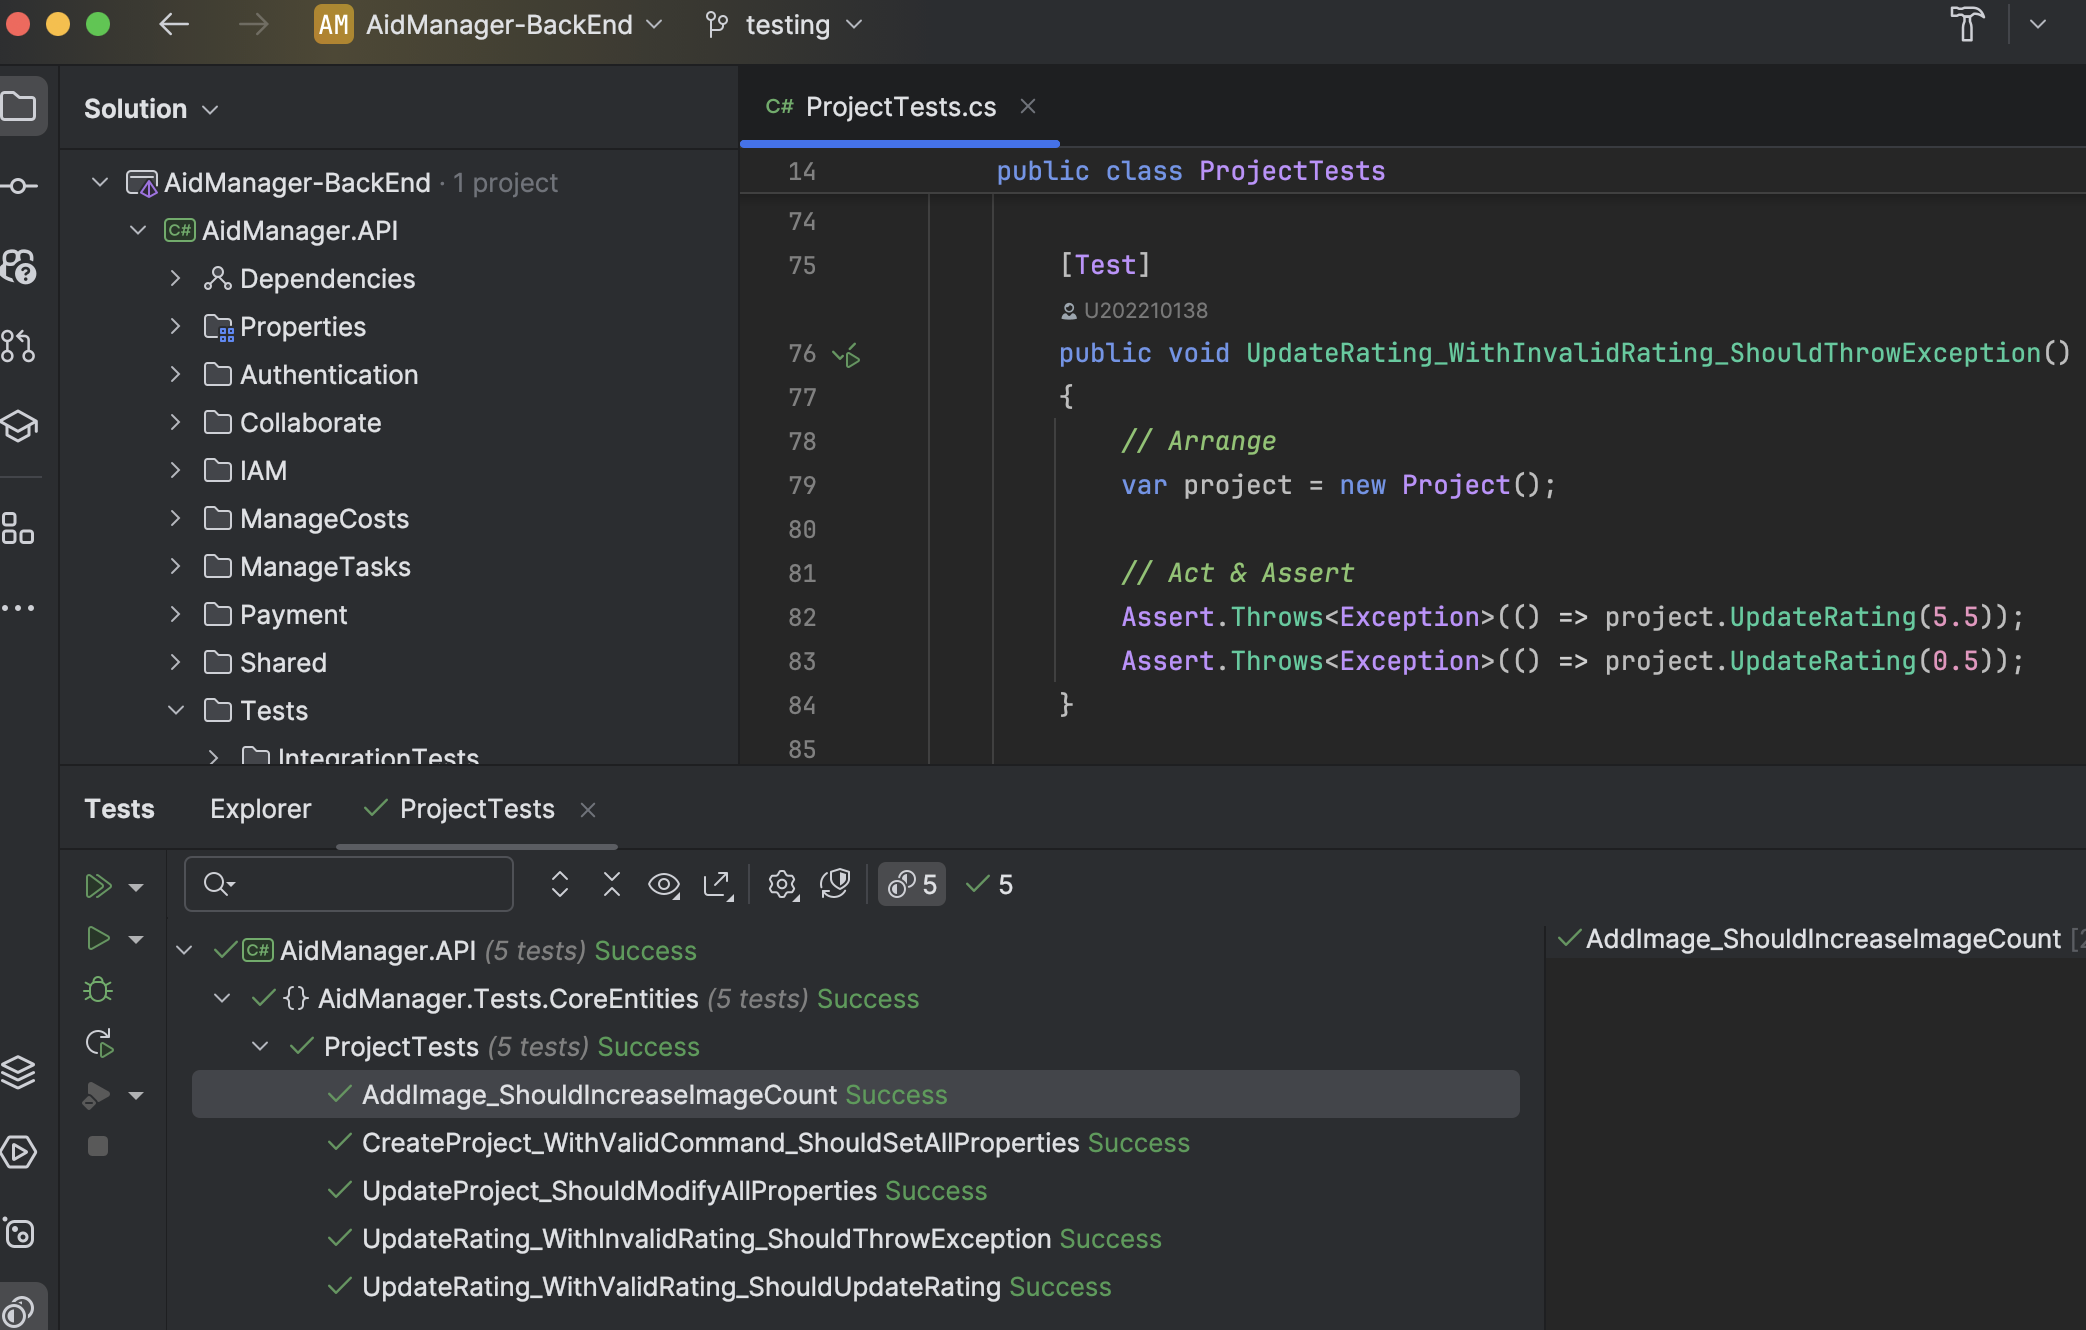 AM AidManager-BackEnd testing
Solution
AidManager-BackEnd · 1 project
C# AidManager.API
Dependencies
Properties
Authentication
Collaborate
IAM
ManageCosts
ManageTasks
Payment
Shared
Tests
IntegrationTests
C# ProjectTests.cs
14 public class ProjectTests
74
75 [Test]
U202210138
76 public void UpdateRating_WithInvalidRating_ShouldThrowException()
77 {
78 // Arrange
79 var project = new Project();
80
81 // Act & Assert
82 Assert.Throws<Exception>(() => project.UpdateRating(5.5));
83 Assert.Throws<Exception>(() => project.UpdateRating(0.5));
84 }
85
Tests Explorer ProjectTests
5 5
C# AidManager.API (5 tests) Success
{} AidManager.Tests.CoreEntities (5 tests) Success
ProjectTests (5 tests) Success
AddImage_ShouldIncreaseImageCount Success
CreateProject_WithValidCommand_ShouldSetAllProperties Success
UpdateProject_ShouldModifyAllProperties Success
UpdateRating_WithInvalidRating_ShouldThrowException Success
UpdateRating_WithValidRating_ShouldUpdateRating Success
AddImage_ShouldIncreaseImageCount